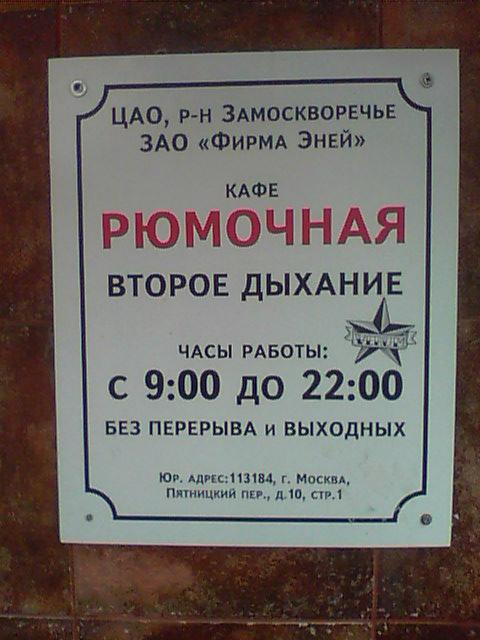 ЦАО, р-н Замоскворечье
ЗАО «Фирма Эней»
КАФЕ
РЮМОЧНАЯ
ВТОРОЕ ДЫХАНИЕ
ЧАСЫ РАБОТЫ:
с 9:00 до 22:00
БЕЗ ПЕРЕРЫВА и ВЫХОДНЫХ
Юр. адрес:113184, г. Москва,
Пятницкий пер., д.10, стр.1